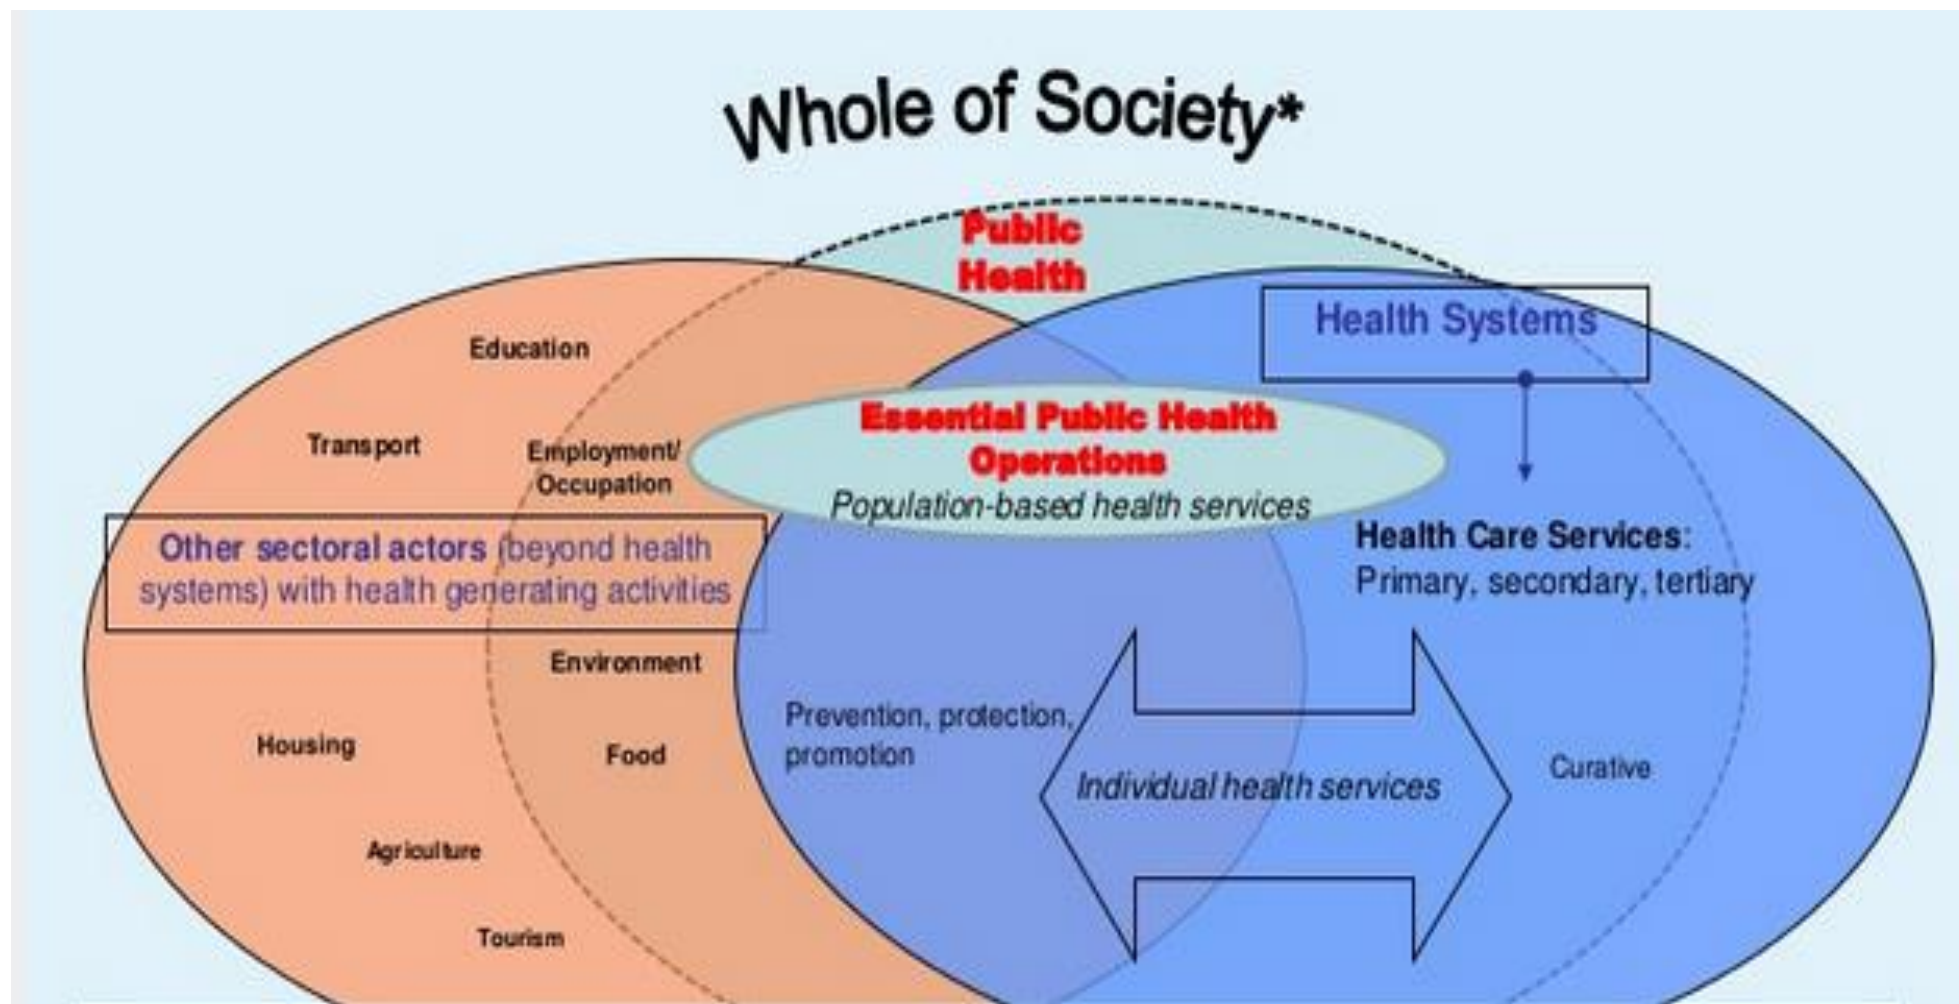 Whole of Society*
Public
Health
Health Systems
Education
Essential Public Health
Operations
Population-based health services
Transport
Employment/
Occupation
Other sectoral actors (beyond health
systems) with health generating activities
Health Care Services:
Primary, secondary, tertiary
Environment
Prevention, protection,
promotion
Housing
Food
Individual health services
Curative
Agriculture
Tourism